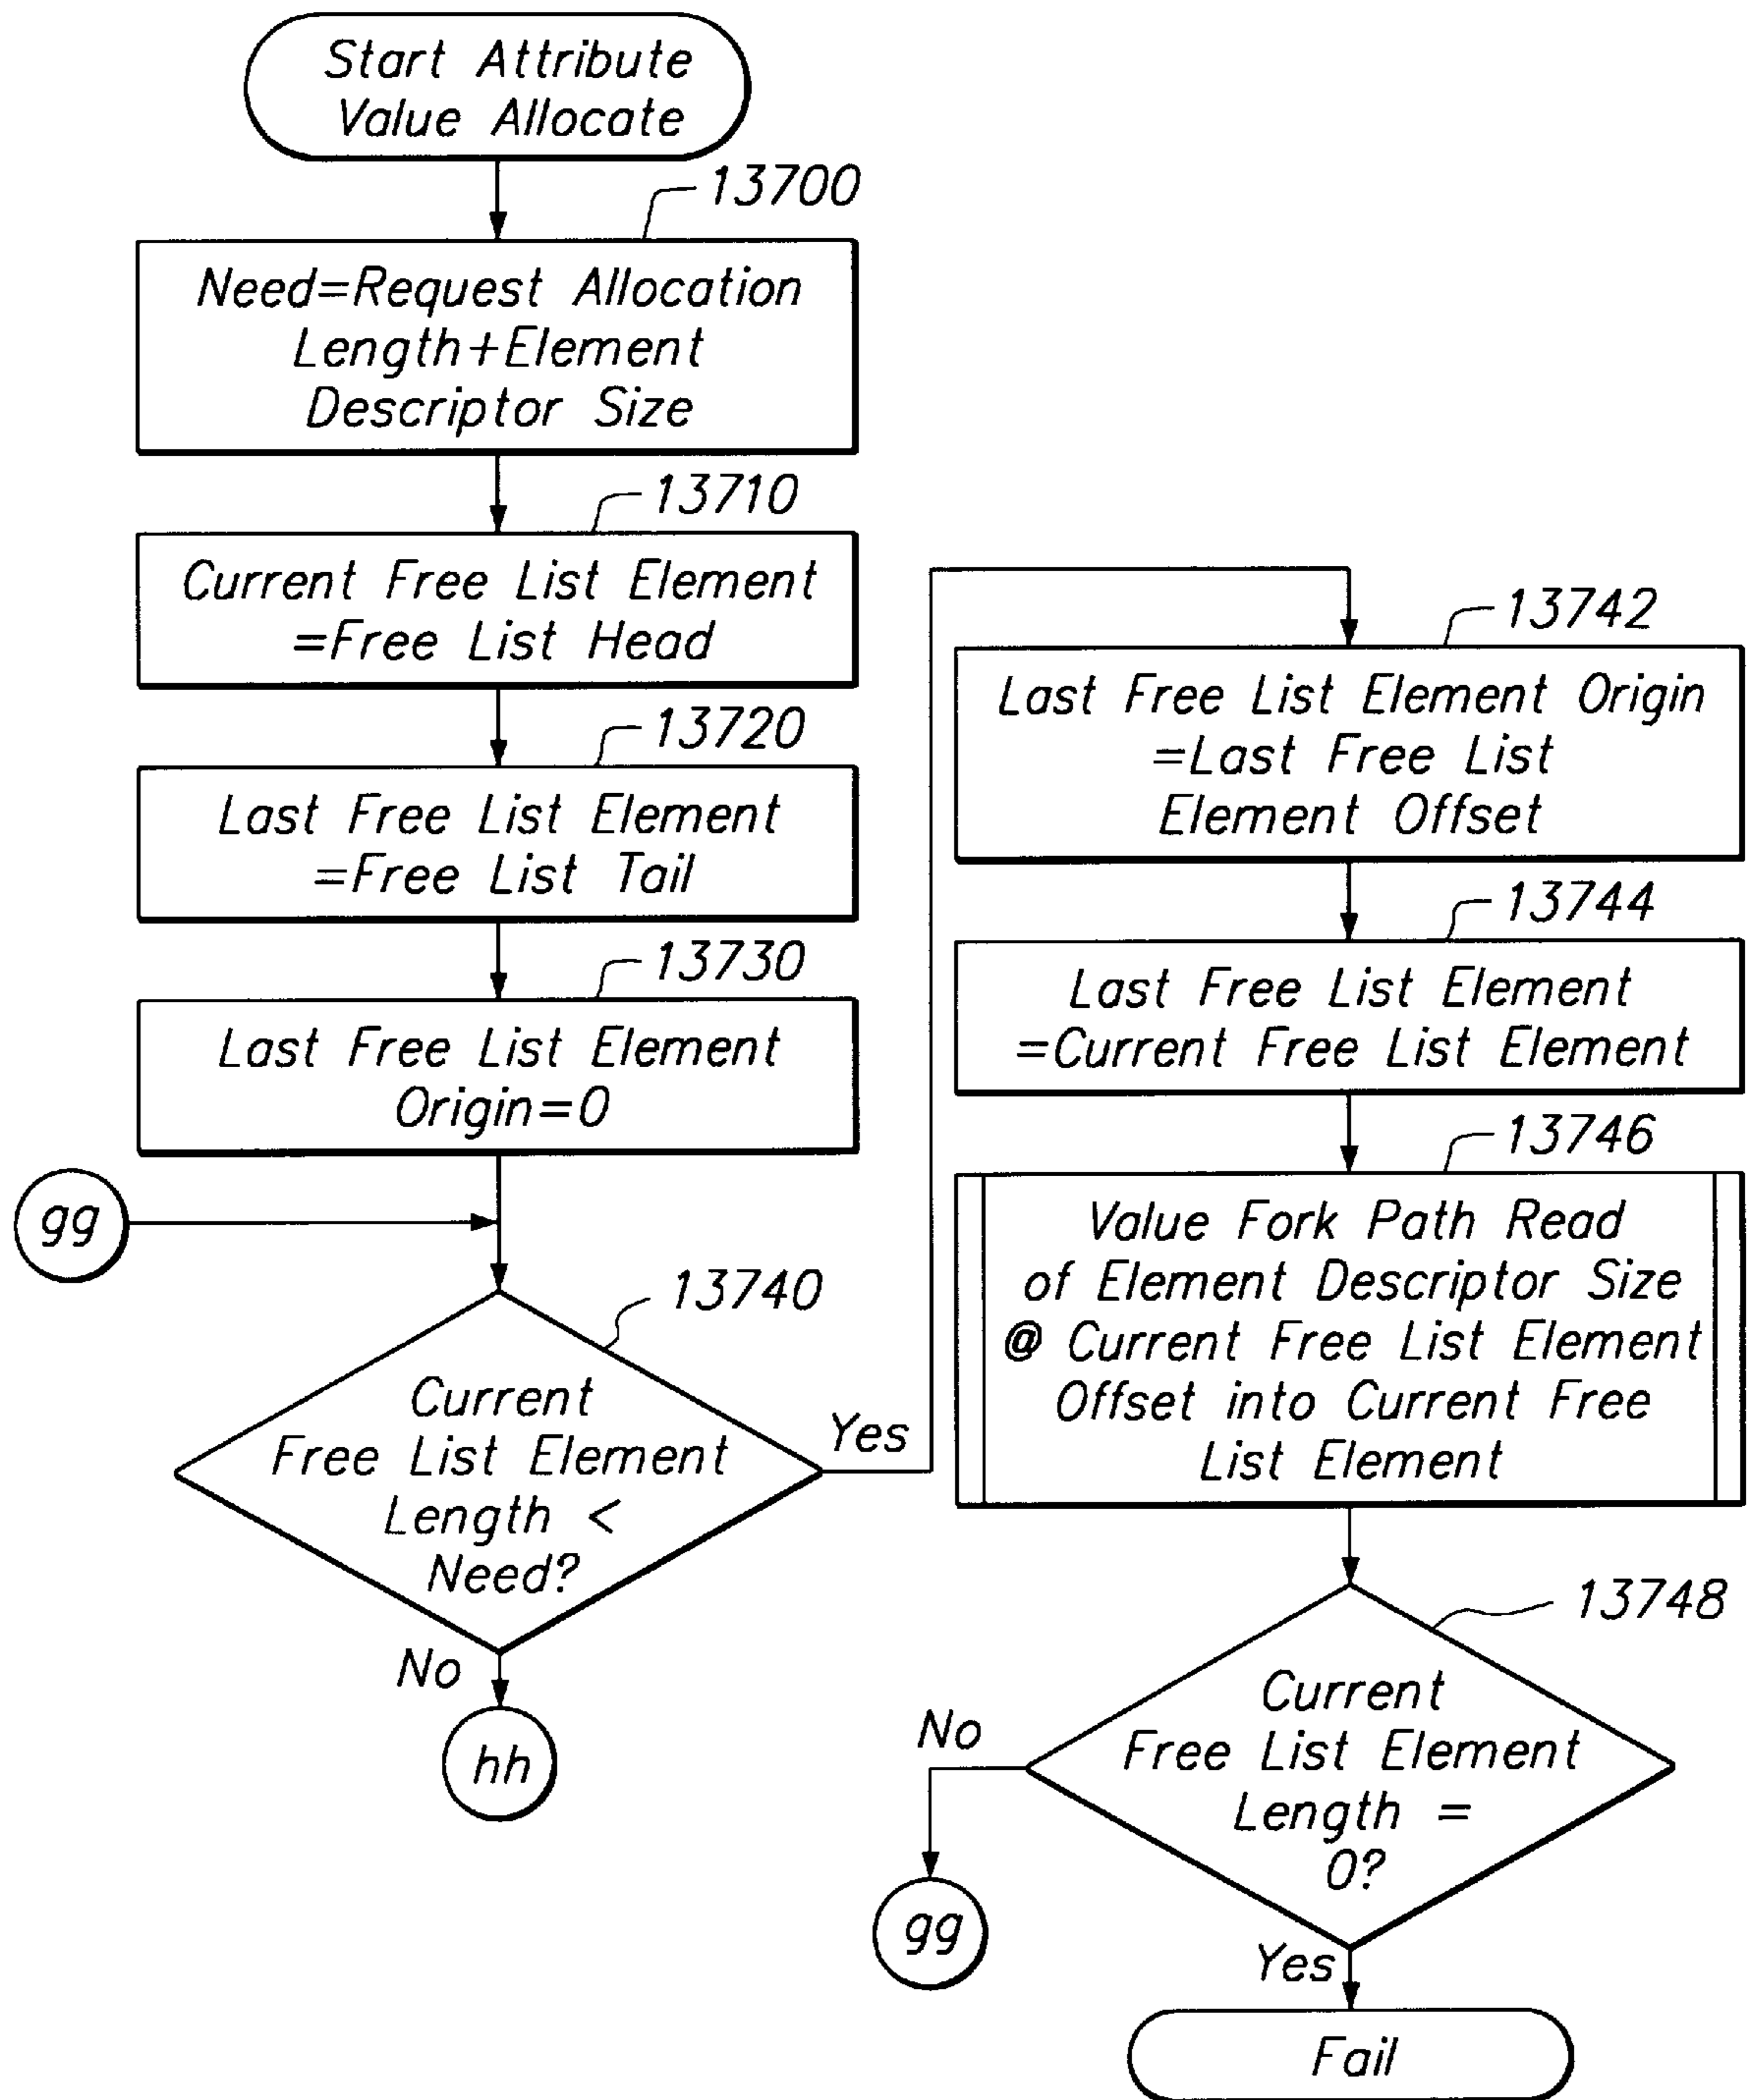 Start Attribute
Value Allocate
13700
Need=Request Allocation
Length+Element
Descriptor Size
13710
Current Free List Element
=Free List Head
13720
Last Free List Element
=Free List Tail
13730
Last Free List Element
Origin=0
gg
13740
Current
Free List Element
Length <
Need?
Yes
No
hh
13742
Last Free List Element Origin
=Last Free List
Element Offset
13744
Last Free List Element
=Current Free List Element
13746
Value Fork Path Read
of Element Descriptor Size
@ Current Free List Element
Offset into Current Free
List Element
13748
Current
Free List Element
Length =
0?
No
gg
Yes
Fail